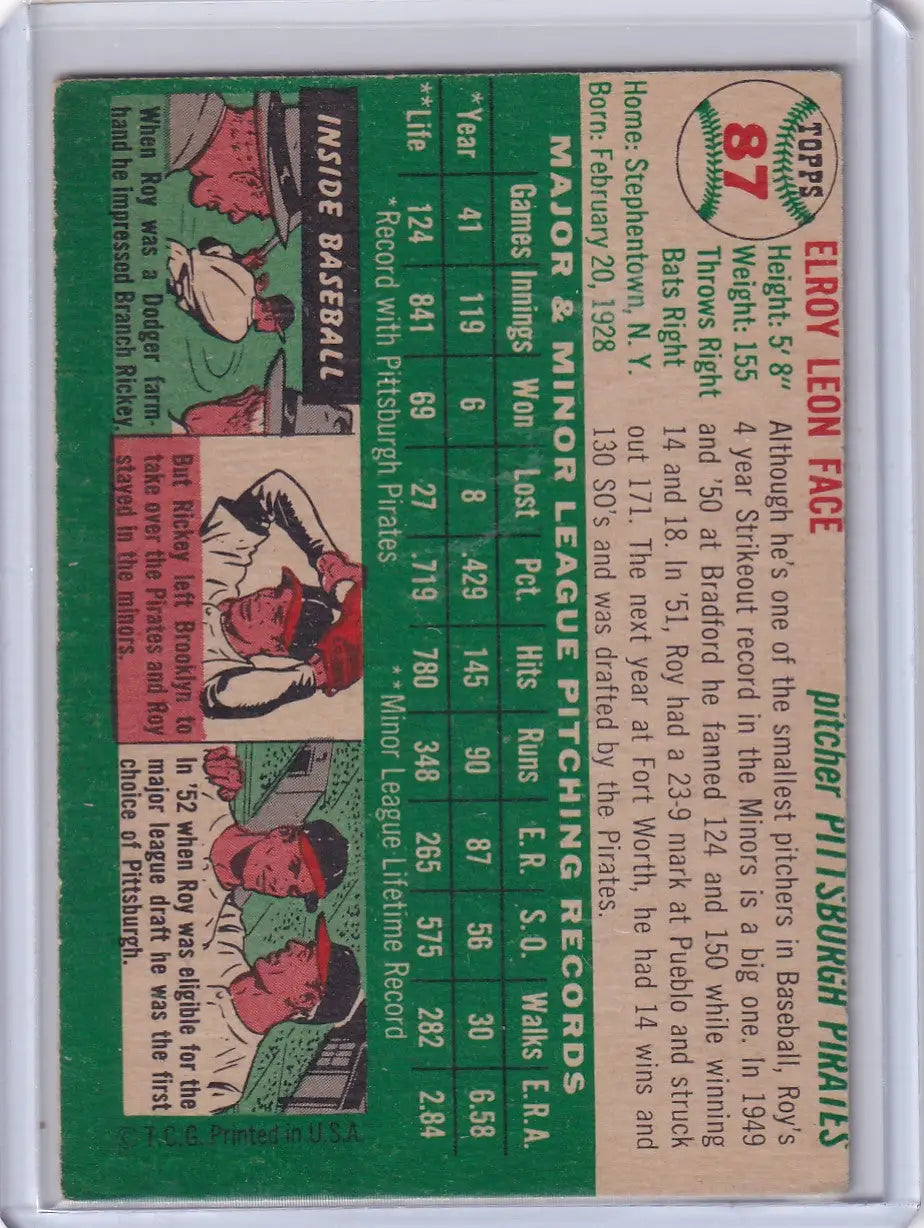 TOPPS
87
ELROY LEON FACE
pitcher PITTSBURGH PIRATES
Height: 5'8"
Weight: 155
Throws Right
Bats Right
Home: Stephentown, N. Y.
Born: February 20, 1928
Although he's one of the smallest pitchers in Baseball, Roy's
4 year Strikeout record in the Minors is a big one. In 1949
and '50 at Bradford he fanned 124 and 150 while winning
14 and 18. In '51, Roy had a 23-9 mark at Pueblo and struck
out 171. The next year at Fort Worth, he had 14 wins and
130 SO's and was drafted by the Pirates.
MAJOR & MINOR LEAGUE PITCHING RECORDS
Games Innings Won Lost Pct. Hits Runs E.R. S.O. Walks E.R.A.
*Year 41 119 6 8 .429 145 90 87 56 30 6.58
**Life 124 841 69 27 .719 780 348 265 575 282 2.84
*Record with Pittsburgh Pirates **Minor League Lifetime Record
INSIDE BASEBALL
When Roy was a Dodger farm-
hand he impressed Branch Rickey.
But Rickey left Brooklyn to
take over the Pirates and Roy
stayed in the minors.
In '52 when Roy was eligible for the
major league draft he was the first
choice of Pittsburgh.
© T.C.G. Printed in U.S.A.